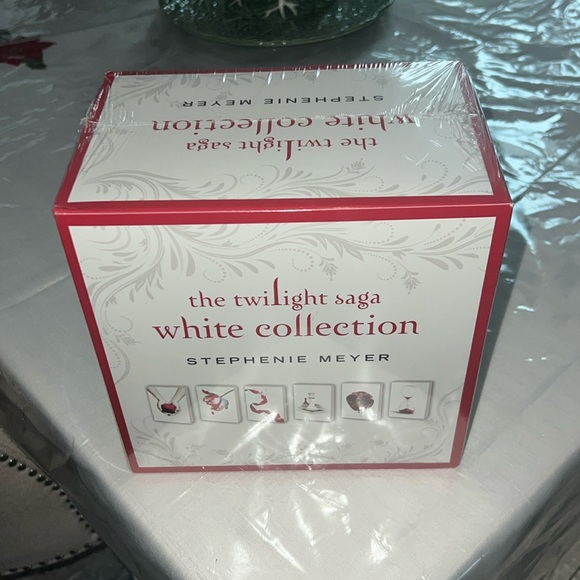 STEPHENIE MEYER
white collection
the twilight saga
the twilight saga
white collection
STEPHENIE MEYER